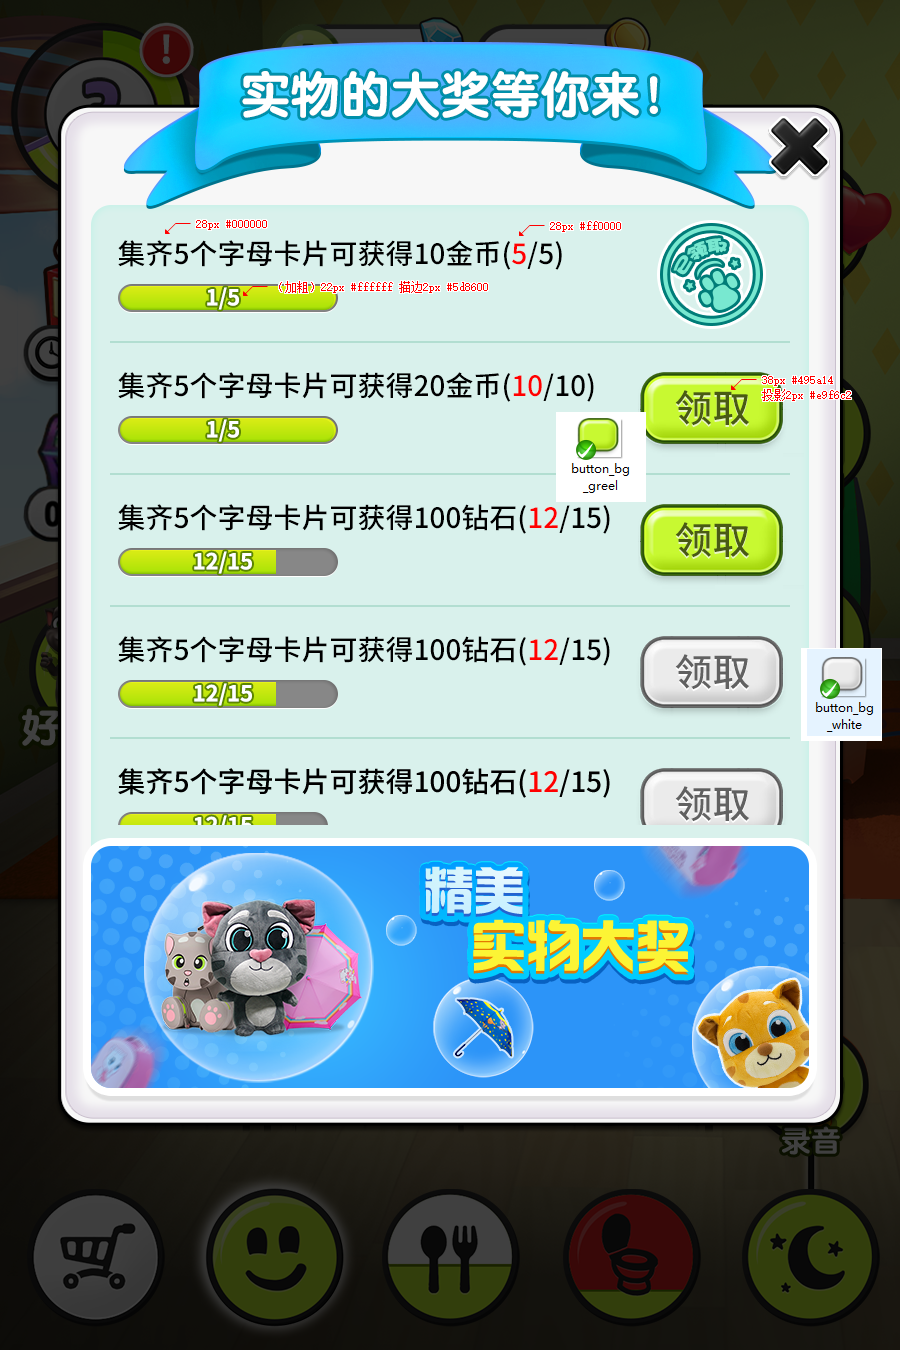 实物的大奖等你来!
28px #000000
28px #ff0000
集齐5个字母卡片可获得10金币(5/5)
已领取
1/5
(加粗)22px #ffffff 描边2px #5d8600
集齐5个字母卡片可获得20金币(10/10)
38px #495a14
投影2px #e9f6c2
领取
1/5
button_bg
_greel
集齐5个字母卡片可获得100钻石(12/15)
领取
12/15
集齐5个字母卡片可获得100钻石(12/15)
领取
12/15
button_bg
_white
好
集齐5个字母卡片可获得100钻石(12/15)
领取
12/15
精美
实物大奖
录音